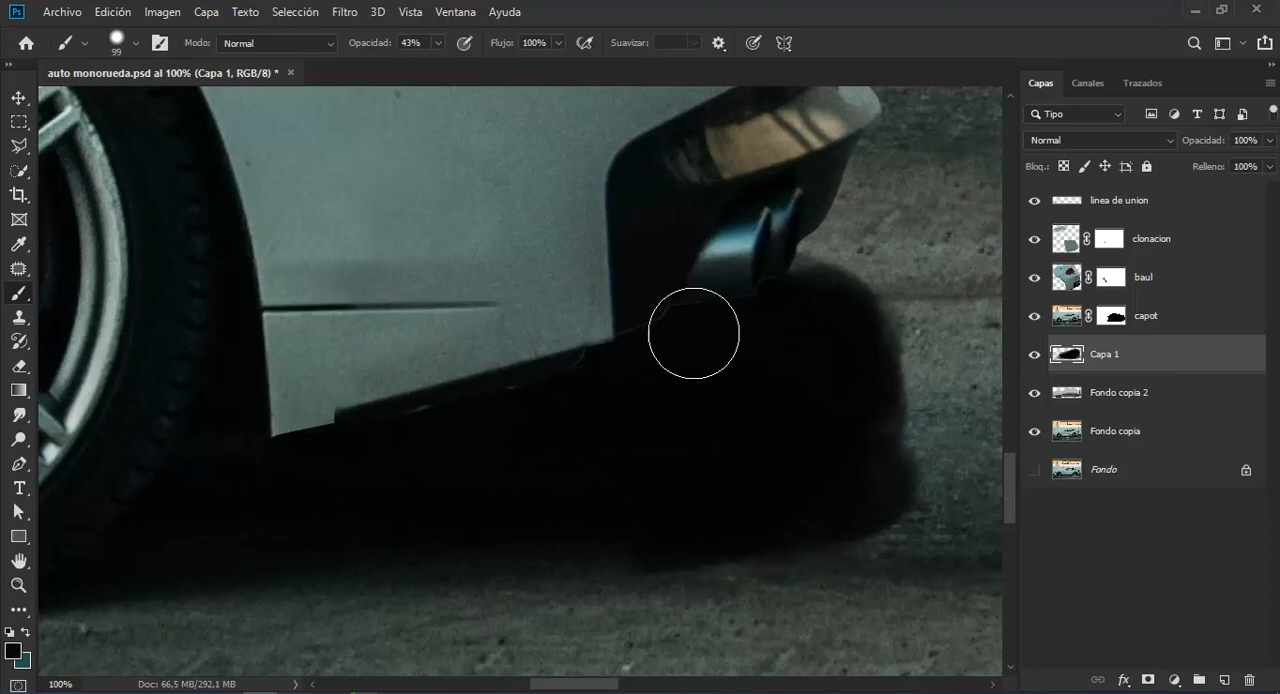 Archivo Edición Imagen Capa Texto Selección Filtro 3D Vista Ventana Ayuda
99 Modo: Normal Opacidad: 43% Flujo: 100% Suavizar:
auto monorueda.psd al 100% (Capa 1, RGB/8) *
Capas Canales Trazados
Tipo
Normal Opacidad: 100%
Bloq.: Relleno: 100%
linea de union
clonacion
baul
capot
Capa 1
Fondo copia 2
Fondo copia
Fondo
100% Doc: 66,5 MB/292,1 MB